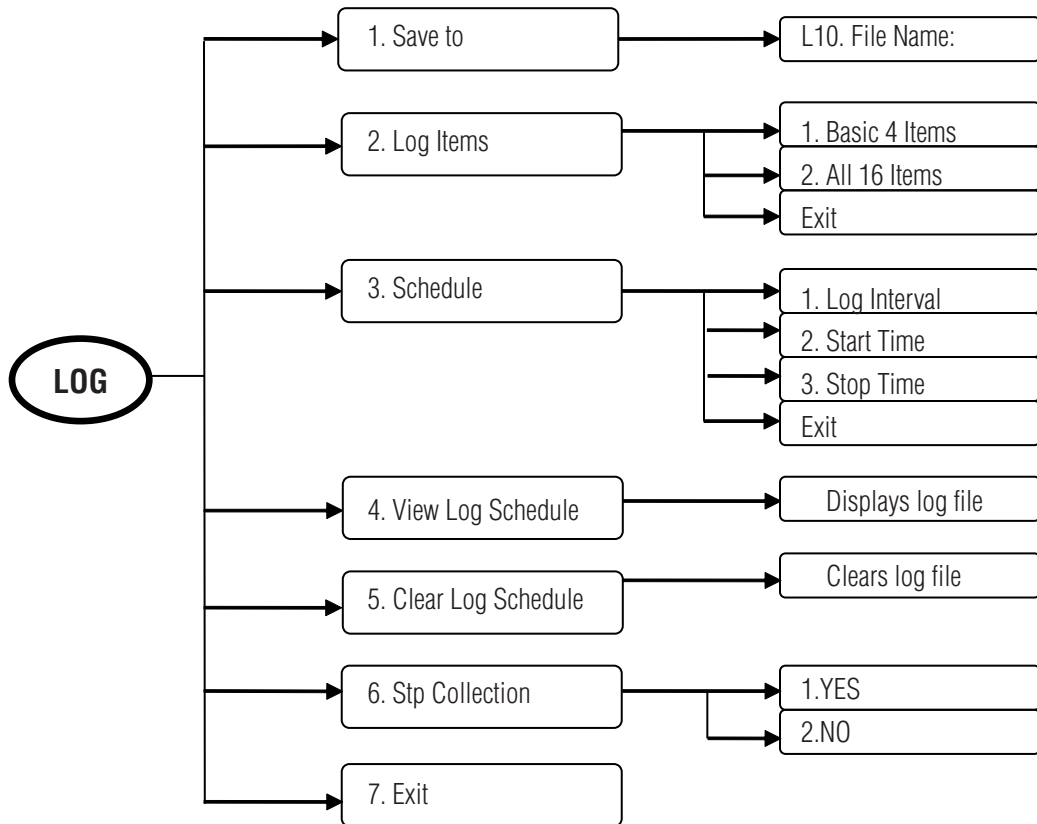 LOG
1. Save to
L10. File Name:
2. Log Items
1. Basic 4 Items
2. All 16 Items
Exit
3. Schedule
1. Log Interval
2. Start Time
3. Stop Time
Exit
4. View Log Schedule
Displays log file
5. Clear Log Schedule
Clears log file
6. Stp Collection
1.YES
2.NO
7. Exit